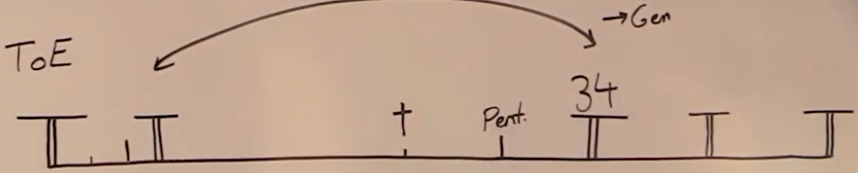 →Gen
ToE
34
† Pent.